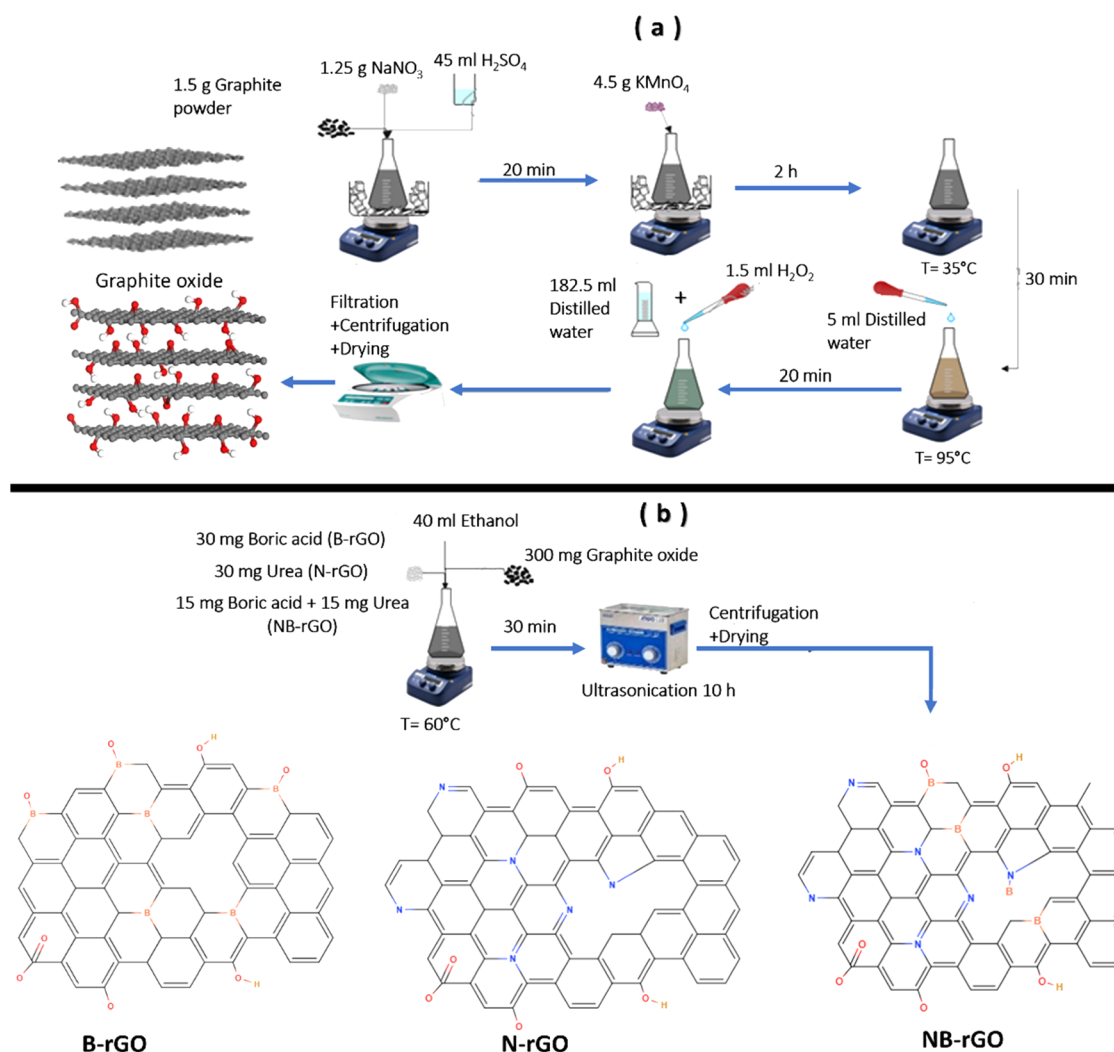 ( a )
1.5 g Graphite
powder
1.25 g NaNO₃
45 ml H₂SO₄
20 min
4.5 g KMnO₄
2 h
T= 35°C
30 min
5 ml Distilled
water
T= 95°C
20 min
182.5 ml
Distilled
water
+
1.5 ml H₂O₂
Filtration
+Centrifugation
+Drying
Graphite oxide
( b )
30 mg Boric acid (B-rGO)
30 mg Urea (N-rGO)
15 mg Boric acid + 15 mg Urea
(NB-rGO)
40 ml Ethanol
300 mg Graphite oxide
T= 60°C
30 min
Ultrasonication 10 h
Centrifugation
+Drying
O
B
O
H
O
B
O
B
B
B
B
O
O
O
H
O
B-rGO
N
O
O
H
N
N
N
N
N
O
O
O
H
O
N-rGO
N
O
B
O
H
B
N
N
B
N
N
B
N
O
O
O
H
O
NB-rGO